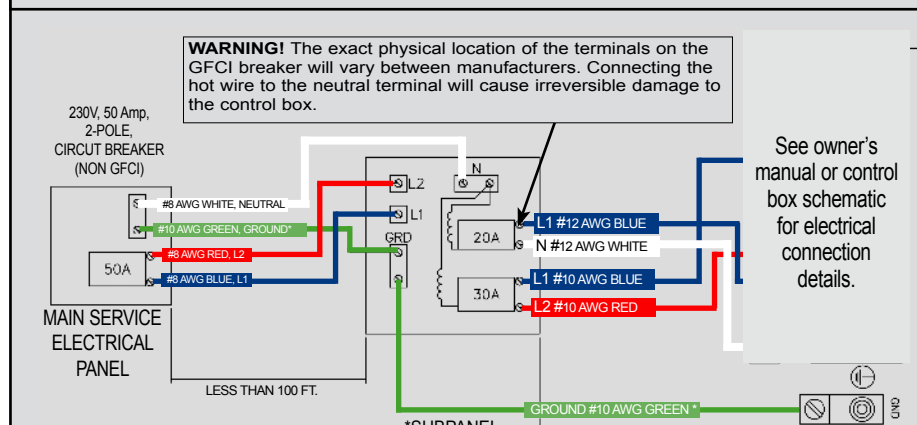 WARNING! The exact physical location of the terminals on the
GFCI breaker will vary between manufacturers. Connecting the
hot wire to the neutral terminal will cause irreversible damage to
the control box.
230V, 50 Amp,
2-POLE,
CIRCUT BREAKER
(NON GFCI)
#8 AWG WHITE, NEUTRAL
#10 AWG GREEN, GROUND*
#8 AWG RED, L2
#8 AWG BLUE, L1
50A
MAIN SERVICE
ELECTRICAL
PANEL
LESS THAN 100 FT.
N
L2
L1
GRD
20A
30A
L1 #12 AWG BLUE
N #12 AWG WHITE
L1 #10 AWG BLUE
L2 #10 AWG RED
See owner's
manual or control
box schematic
for electrical
connection
details.
GROUND #10 AWG GREEN *
GND
*SUBPANEL